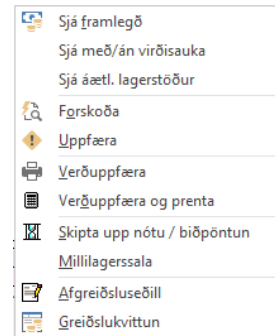 Sjá framlegð
Sjá með/án virðisauka
Sjá áætl. lagerstöður
Forskoða
Uppfæra
Verðuppfæra
Verðuppfæra og prenta
Skipta upp nótu / biðpöntun
Millilagerssala
Afgreiðsluseðill
Greiðslukvittun